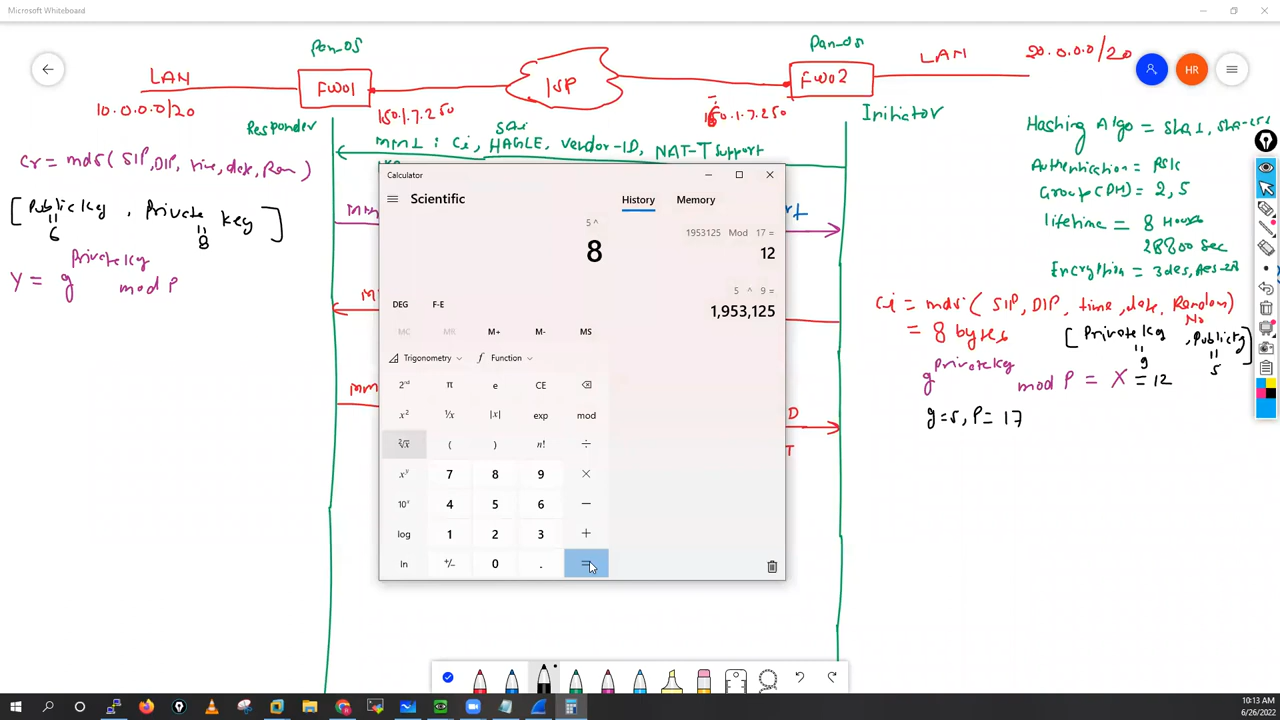 Microsoft Whiteboard
Pan-OS
Pan-OS
LAN
FW01
ISP
FW02
LAN
20.0.0.0/20
HR
10.0.0.0/20
150.1.7.250
50.1.7.250
Responder
Initiator
SAi
MM1 : Ci, HAGLE, vendor-ID, NAT-T Support
Hashing Algo = SHA1,
Authentication = PSK
Groups(DH) = 2, 5
lifetime = 8 Hours
28800 Sec
Encryption = 3des,
Cr = md5 (SIP, DIP, time, date, Ran)
[Public Key , Private Key]
6
8
Private Key
Y = g mod P
Ci = md5 ( SIP, DIP, time, date, Random No)
= 8 bytes
[Private Key , Public Key]
9
5
Private Key
g mod P = X = 12
g=5, P= 17
MM
D
T
Calculator
Scientific
History
Memory
5 ^
8
1953125 Mod 17 =
12
5 ^ 9 =
1,953,125
DEG
F-E
MC
MR
M+
M-
MS
Trigonometry
Function
2ⁿᵈ
π
e
CE
x²
¹/x
|x|
exp
mod
²√x
(
)
n!
÷
xʸ
7
8
9
×
10ˣ
4
5
6
−
log
1
2
3
+
ln
+/-
0
.
=
10:13 AM
6/26/2022